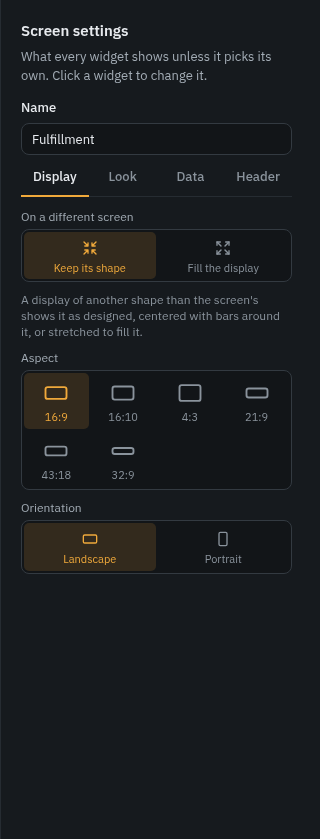 Screen settings
What every widget shows unless it picks its
own. Click a widget to change it.
Name
Fulfillment
Display Look Data Header
On a different screen
Keep its shape Fill the display
A display of another shape than the screen's
shows it as designed, centered with bars around
it, or stretched to fill it.
Aspect
16:9 16:10 4:3 21:9
43:18 32:9
Orientation
Landscape Portrait